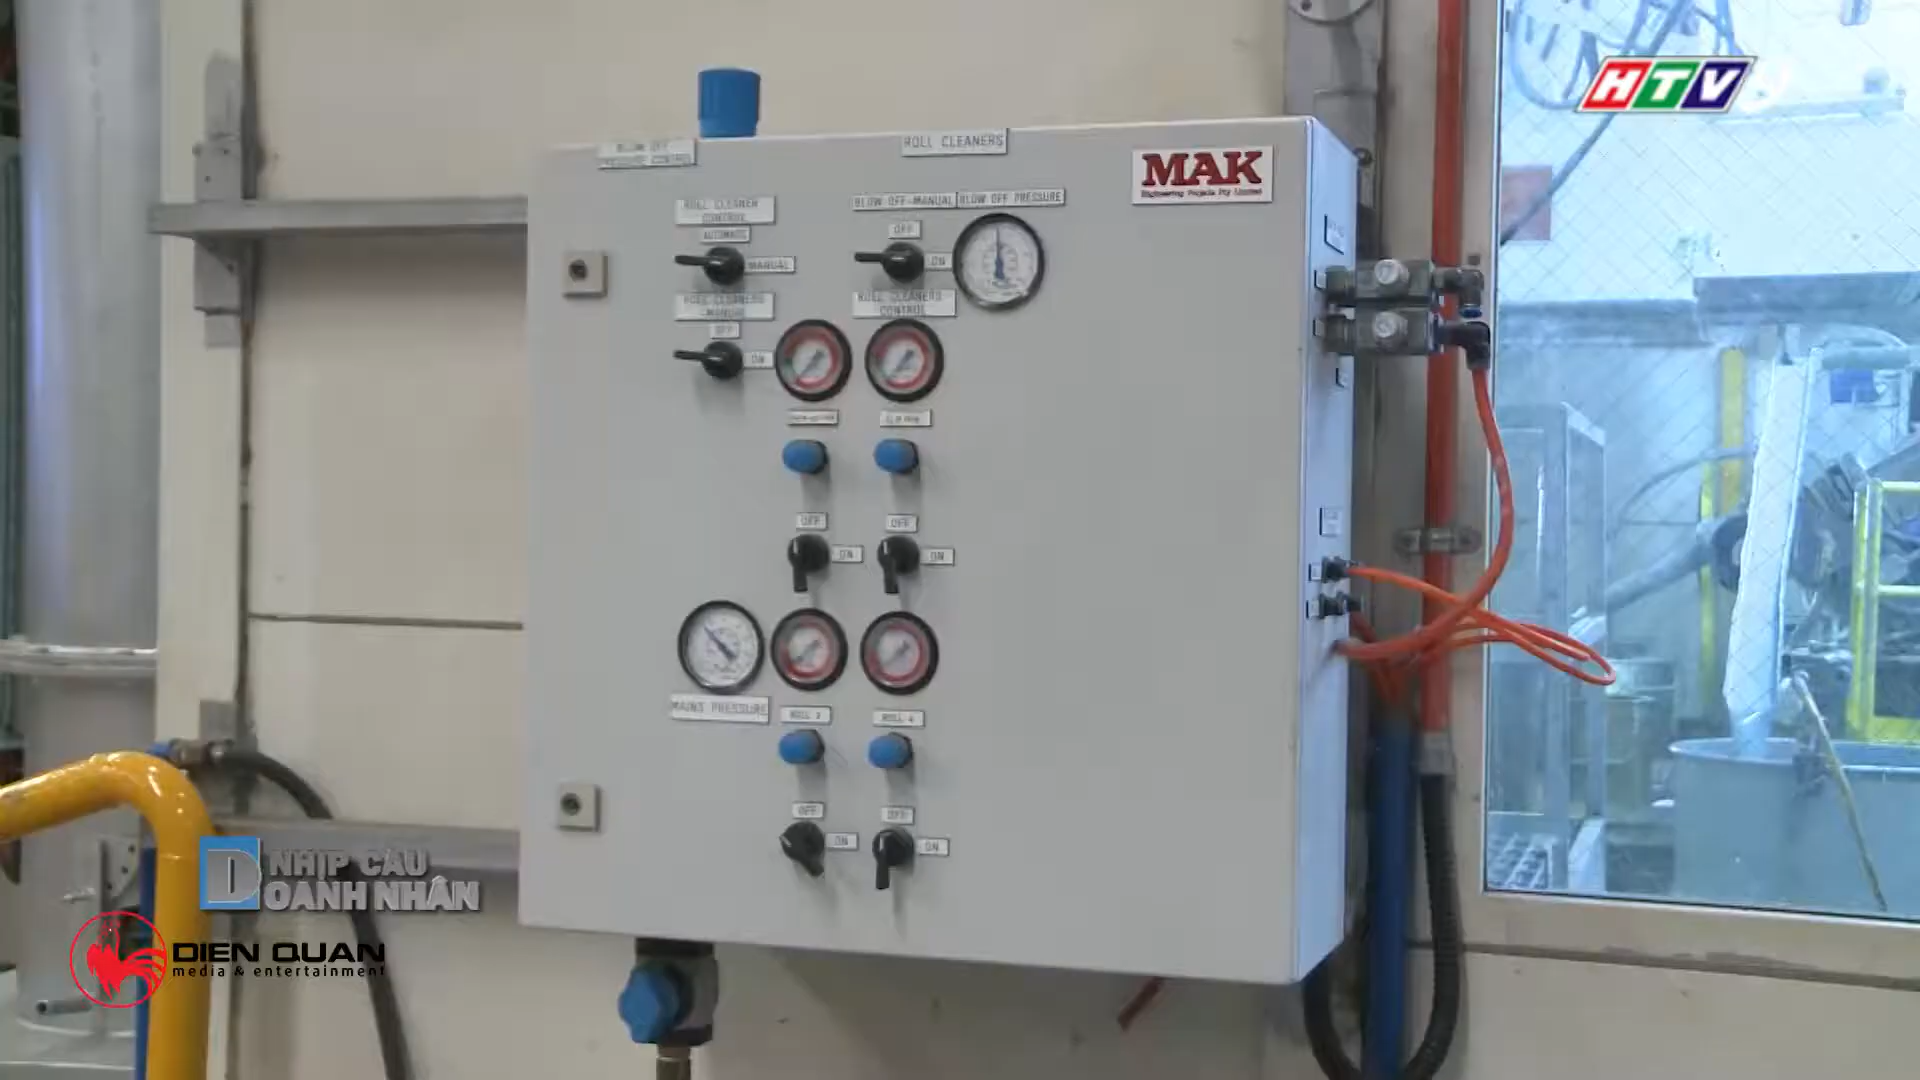 HTV9
ROLL CLEANERS
BLOW OFF
PRESSURE CONTROL
MAK
Engineering Projects Pty Limited
ROLL CLEANER
CONTROL
AUTOMATIC
MANUAL
BLOW OFF-MANUAL
BLOW OFF PRESSURE
OFF
ON
ROLL CLEANERS
-MANUAL
OFF
ON
ROLL CLEANERS
CONTROL
OFF
ON
OFF
ON
MAINS PRESSURE
ROLL 3
ROLL 4
OFF
ON
OFF
ON
NHỊP CẦU
DOANH NHÂN
DIEN QUAN
media & entertainment